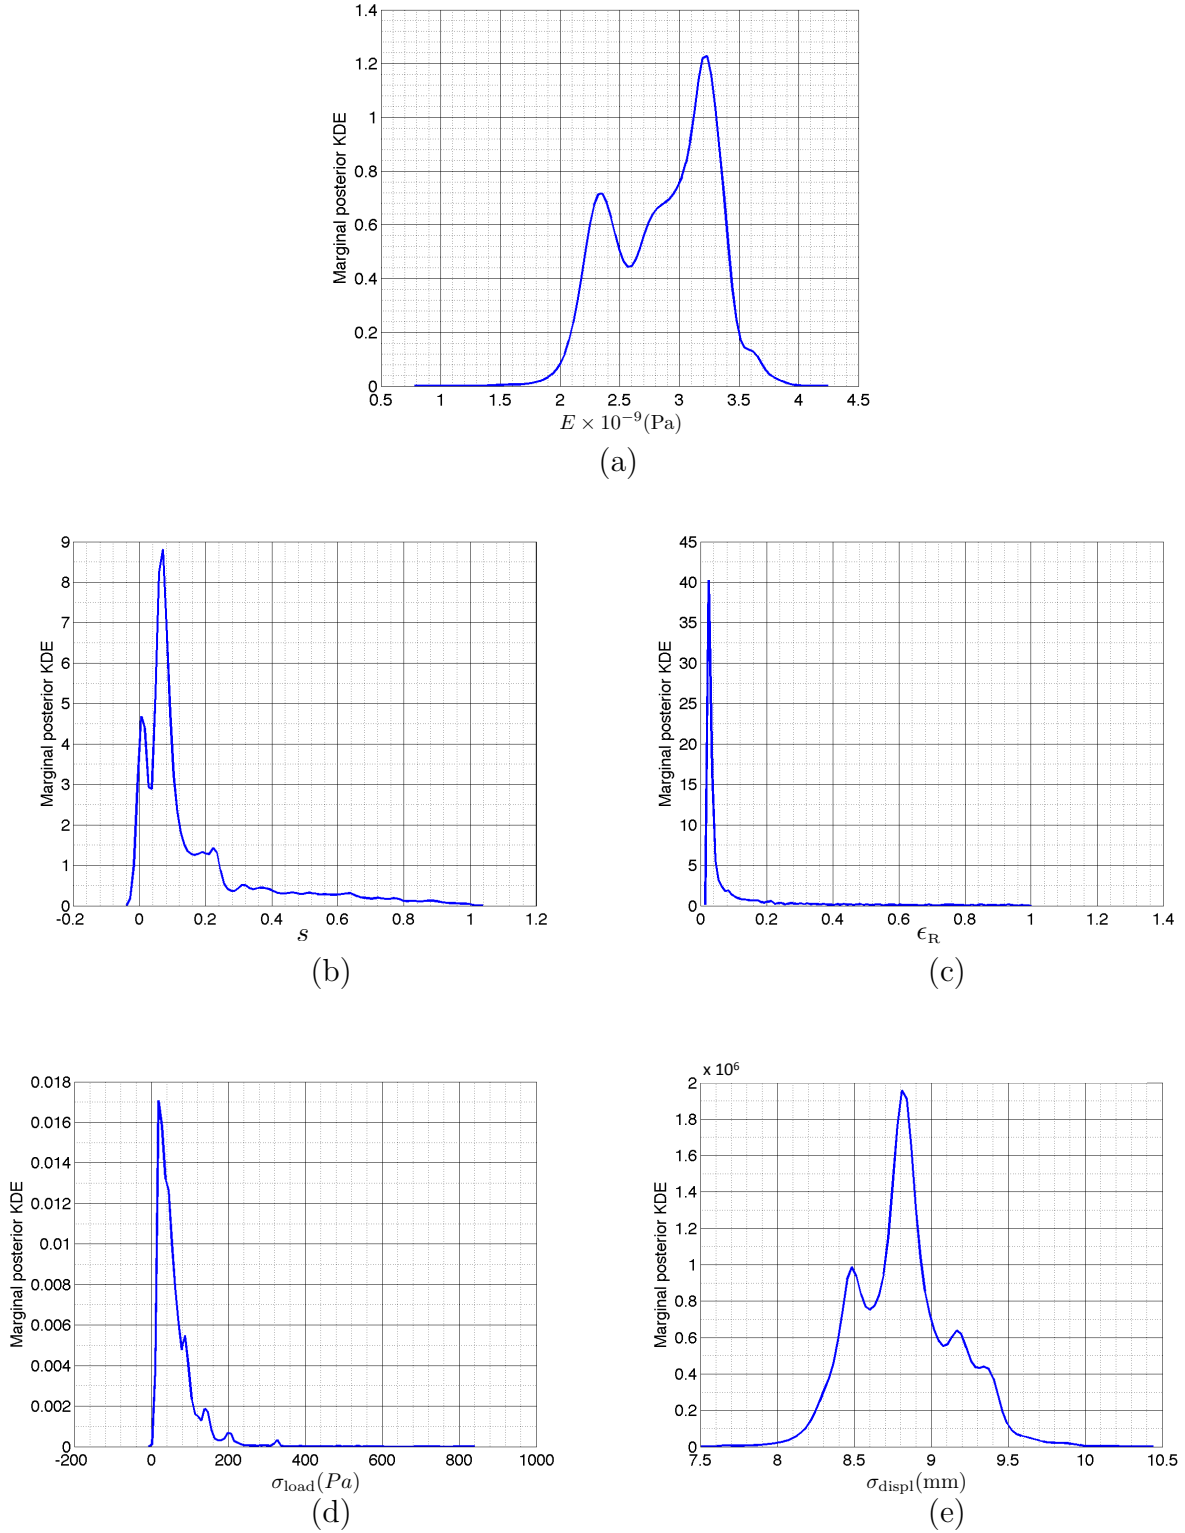 Marginal posterior KDE
1.4
1.2
1
0.8
0.6
0.4
0.2
0
0.5 1 1.5 2 2.5 3 3.5 4 4.5
E × 10⁻⁹(Pa)
(a)
Marginal posterior KDE
9
8
7
6
5
4
3
2
1
0
-0.2 0 0.2 0.4 0.6 0.8 1 1.2
s
(b)
Marginal posterior KDE
45
40
35
30
25
20
15
10
5
0
0 0.2 0.4 0.6 0.8 1 1.2 1.4
ϵ_R
(c)
Marginal posterior KDE
0.018
0.016
0.014
0.012
0.01
0.008
0.006
0.004
0.002
0
-200 0 200 400 600 800 1000
σ_load(Pa)
(d)
Marginal posterior KDE
x 10⁶
2
1.8
1.6
1.4
1.2
1
0.8
0.6
0.4
0.2
0
7.5 8 8.5 9 9.5 10 10.5
σ_displ(mm)
(e)